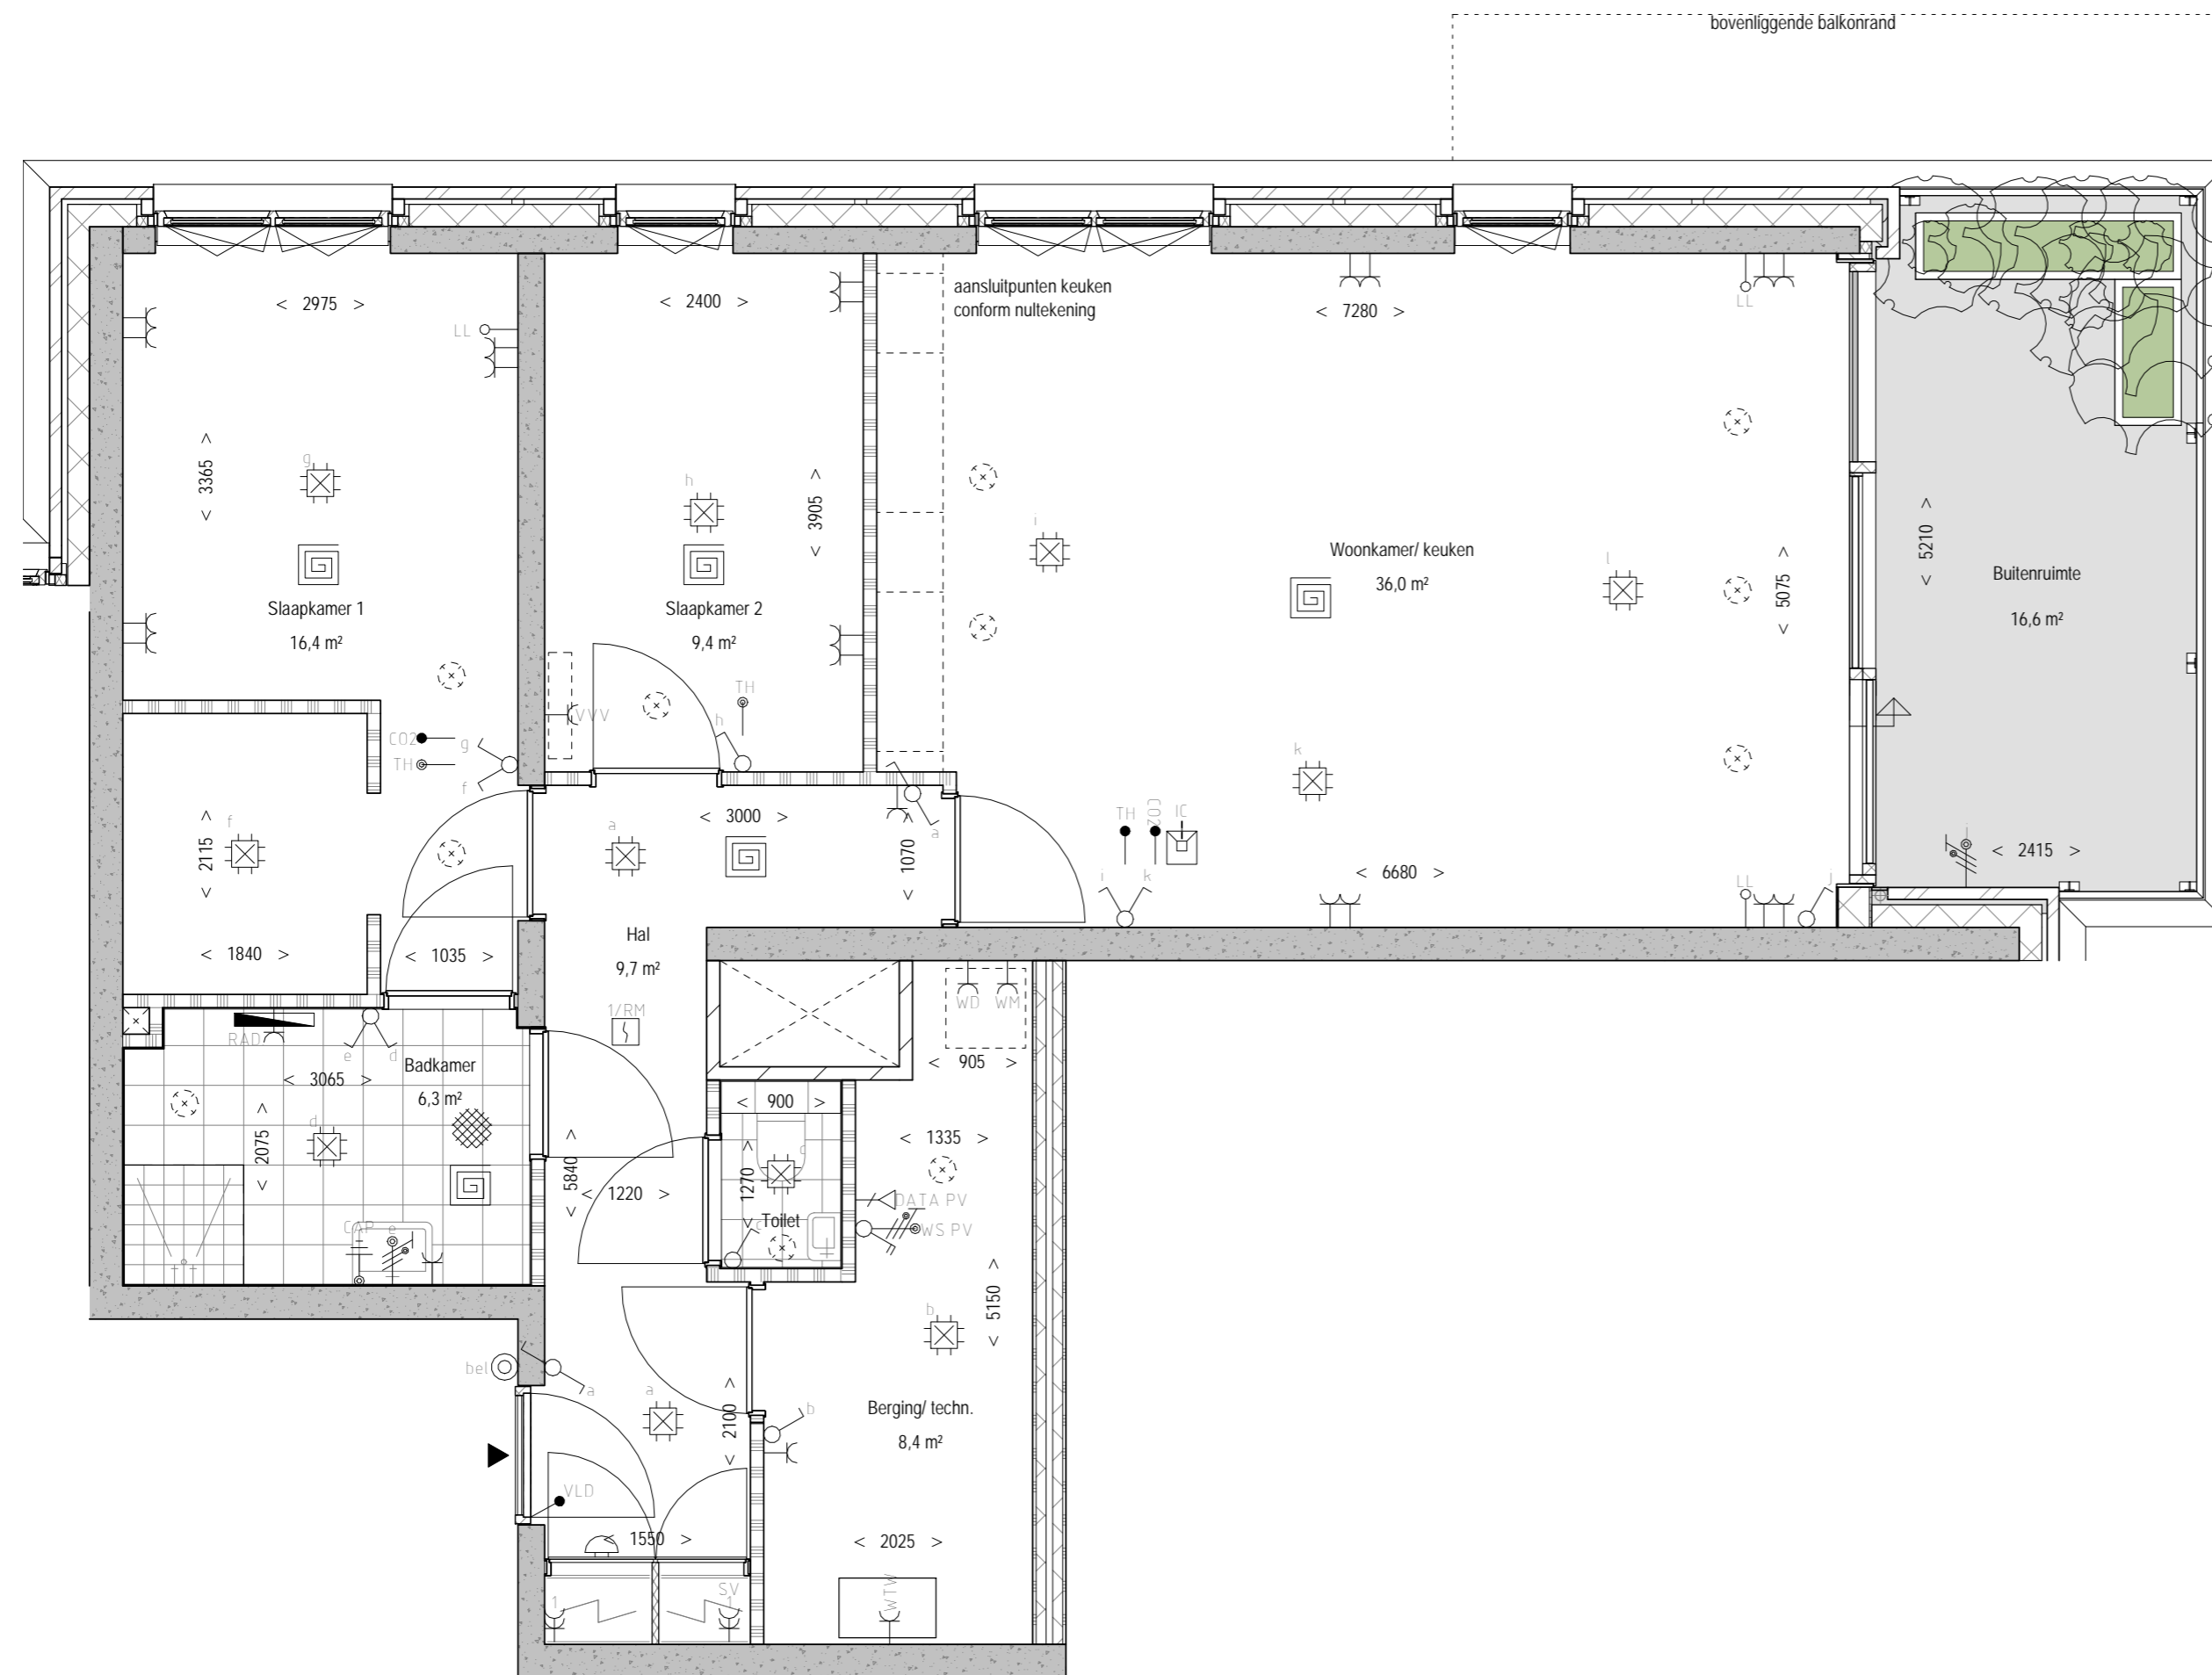 bovenliggende balkonrand
< 2975 >
< 2400 >
aansluitpunten keuken
conform nultekening
< 7280 >
LL
LL
< 3365 >
g
h
< 3905 >
i
Woonkamer/ keuken
36,0 m²
l
< 5075 >
< 5210 >
Buitenruimte
16,6 m²
Slaapkamer 1
16,4 m²
Slaapkamer 2
9,4 m²
VVV
TH
h
CO2
TH
g
f
k
< 2115 >
f
a
< 3000 >
< 1070 >
a
TH
CO2
IC
i
k
< 6680 >
LL
j
j
< 2415 >
< 1840 >
< 1035 >
Hal
9,7 m²
1/RM
WD
WM
RAD
e
d
Badkamer
6,3 m²
< 3065 >
< 2075 >
d
< 905 >
< 900 >
< 1335 >
< 5840 >
< 1220 >
< 1270 >
c
Toilet
c
DATA PV
WS PV
CAP
e
< 5150 >
b
bel
a
a
< 2100 >
b
Berging/ techn.
8,4 m²
VLD
< 1550 >
< 2025 >
1
SV
1
WTW